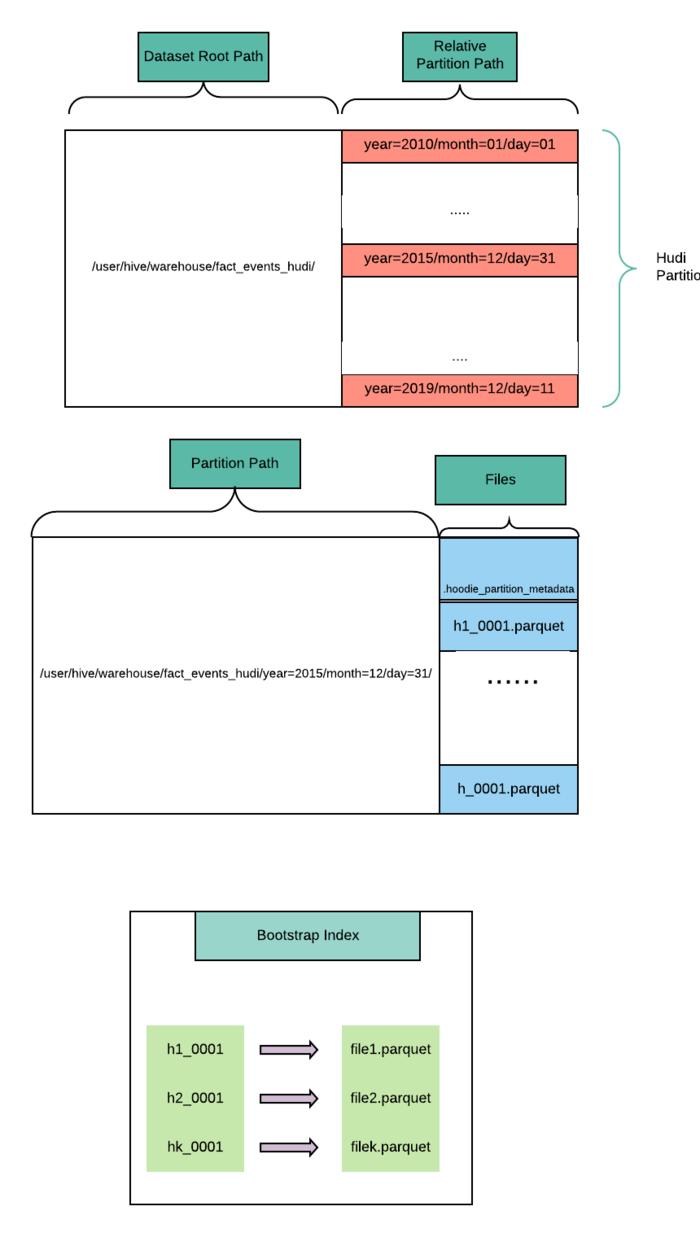 Dataset Root Path
Relative
Partition Path
year=2010/month=01/day=01
.....
/user/hive/warehouse/fact_events_hudi/
year=2015/month=12/day=31
Hudi
Partitio
....
year=2019/month=12/day=11
Partition Path
Files
.hoodie_partition_metadata
h1_0001.parquet
/user/hive/warehouse/fact_events_hudi/year=2015/month=12/day=31/
......
h_0001.parquet
Bootstrap Index
h1_0001
file1.parquet
h2_0001
file2.parquet
hk_0001
filek.parquet